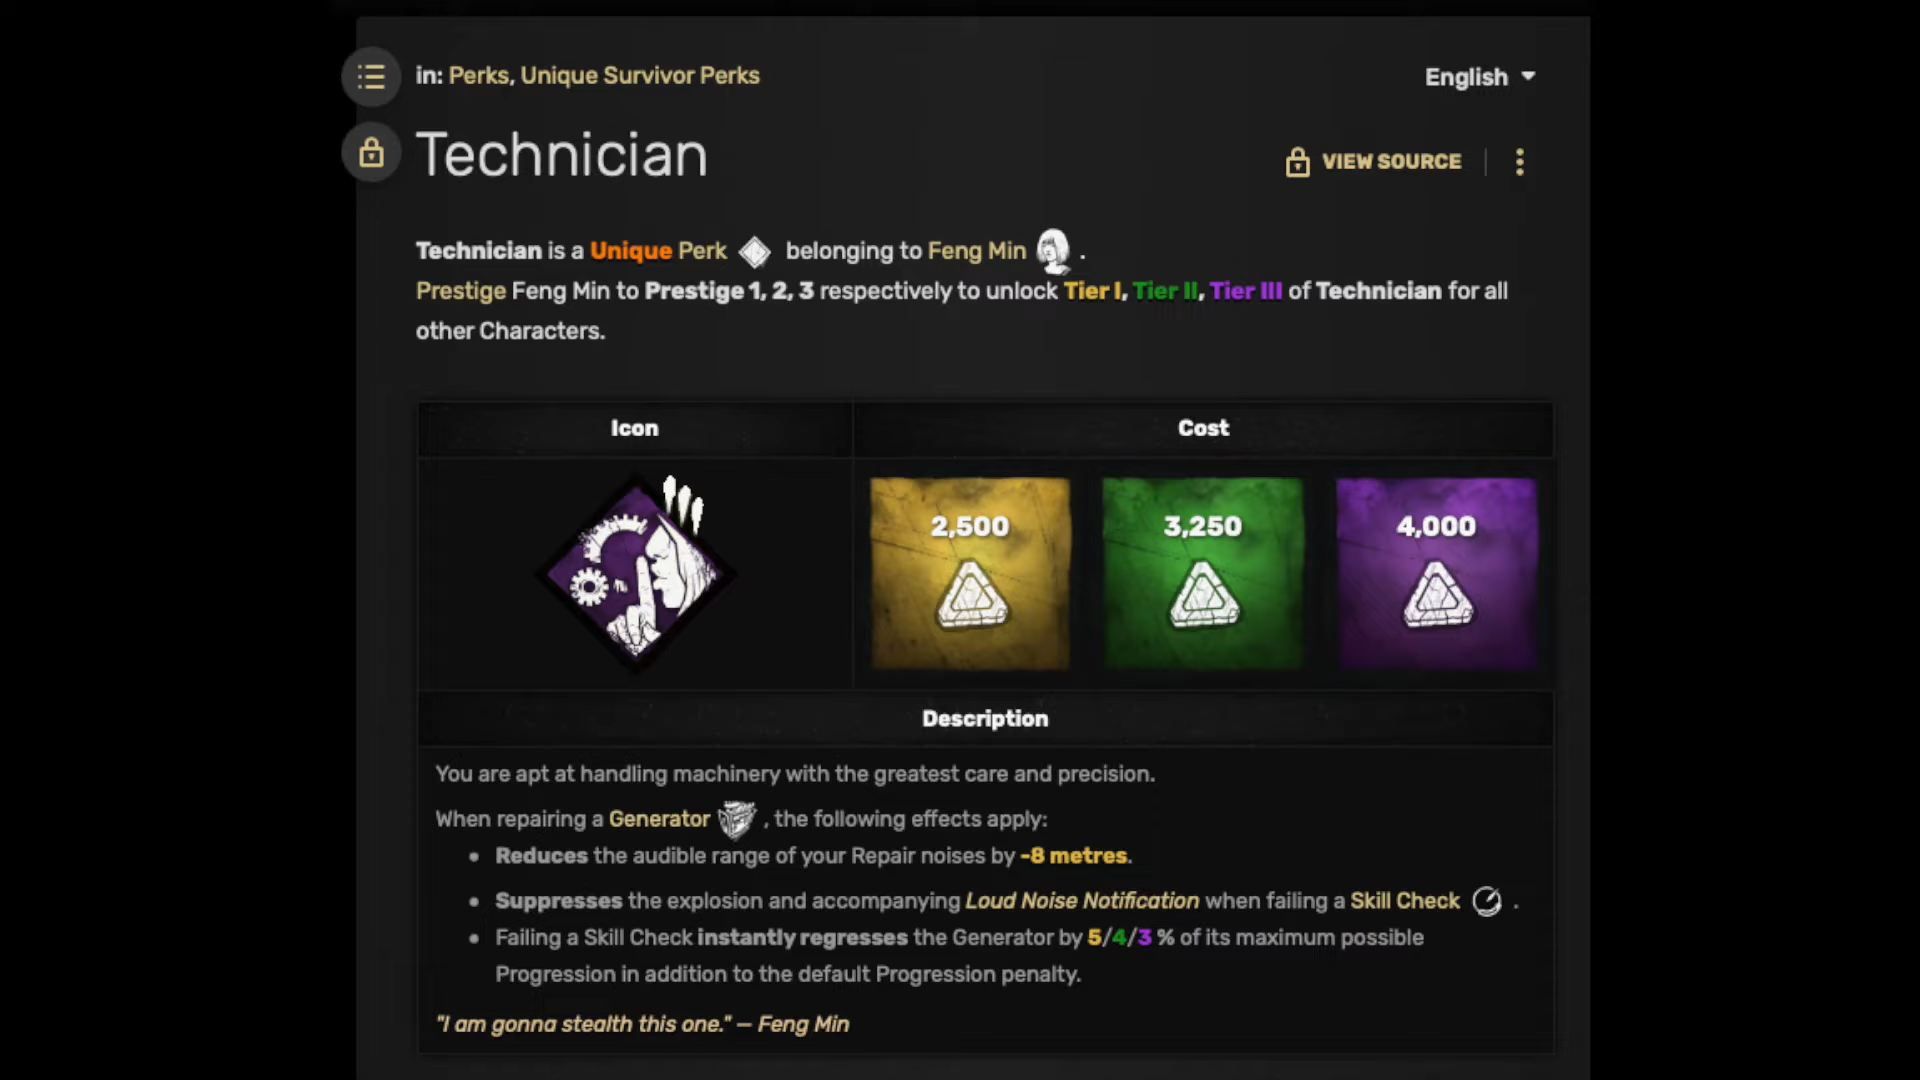 in: Perks, Unique Survivor Perks
English
Technician
VIEW SOURCE
Technician is a Unique Perk belonging to Feng Min .
Prestige Feng Min to Prestige 1, 2, 3 respectively to unlock Tier I, Tier II, Tier III of Technician for all
other Characters.
Icon
Cost
2,500
3,250
4,000
Description
You are apt at handling machinery with the greatest care and precision.
When repairing a Generator , the following effects apply:
Reduces the audible range of your Repair noises by -8 metres.
Suppresses the explosion and accompanying Loud Noise Notification when failing a Skill Check .
Failing a Skill Check instantly regresses the Generator by 5/4/3 % of its maximum possible
Progression in addition to the default Progression penalty.
"I am gonna stealth this one." — Feng Min